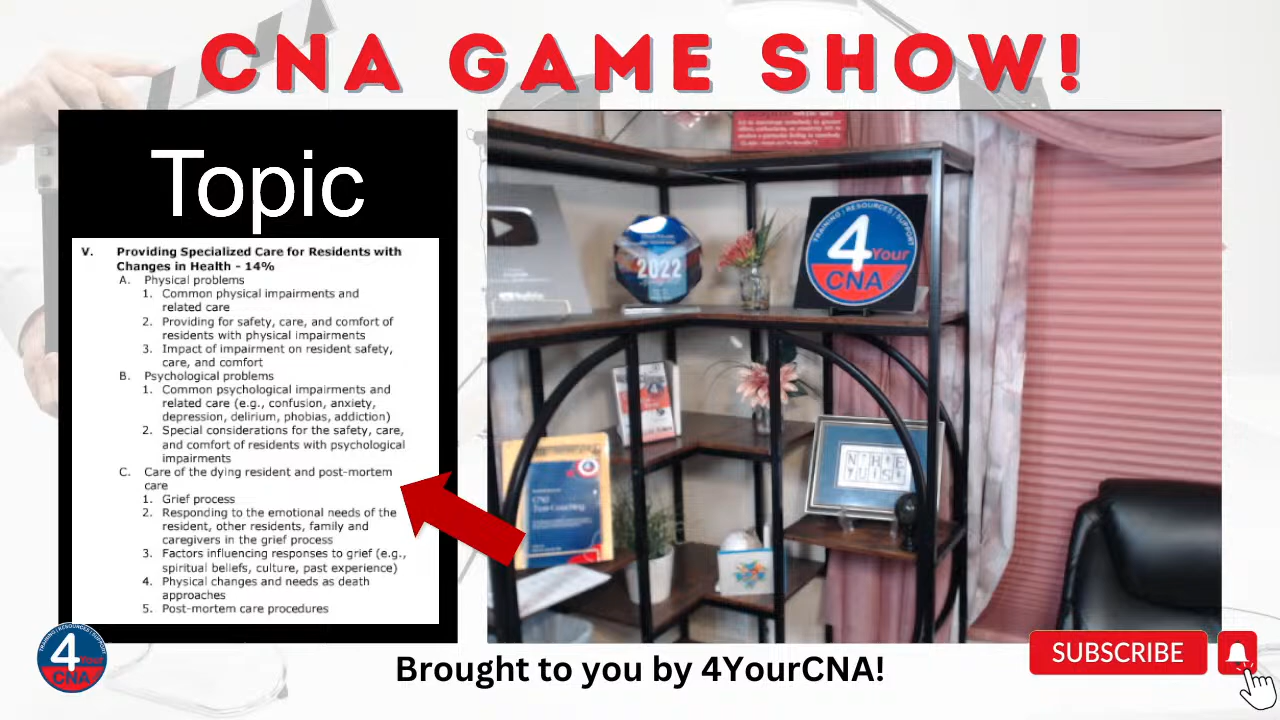 CNA GAME SHOW!
Topic
V. Providing Specialized Care for Residents with
Changes in Health - 14%
A. Physical problems
1. Common physical impairments and
related care
2. Providing for safety, care, and comfort of
residents with physical impairments
3. Impact of impairment on resident safety,
care, and comfort
B. Psychological problems
1. Common psychological impairments and
related care (e.g., confusion, anxiety,
depression, delirium, phobias, addiction)
2. Special considerations for the safety, care,
and comfort of residents with psychological
impairments
C. Care of the dying resident and post-mortem
care
1. Grief process
2. Responding to the emotional needs of the
resident, other residents, family and
caregivers in the grief process
3. Factors influencing responses to grief (e.g.,
spiritual beliefs, culture, past experience)
4. Physical changes and needs as death
approaches
5. Post-mortem care procedures
2022
TRAINING | RESOURCES | SUPPORT
4 Your
CNA
4 Your
CNA
Brought to you by 4YourCNA!
SUBSCRIBE